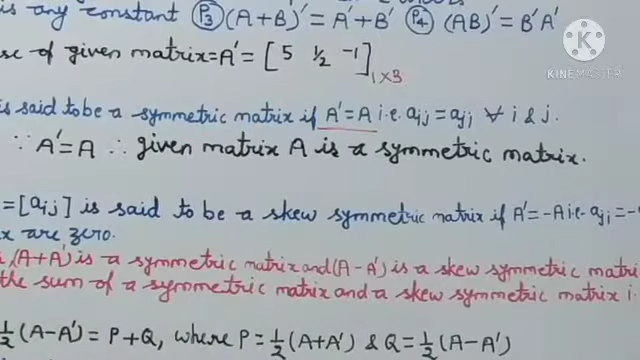 is any constant (P3) (A+B)' = A'+B' (P4) (AB)' = B'A'
KINEMASTER
se of given matrix = A' = [ 5 1/2 -1 ]1×3
is said to be a symmetric matrix if A' = A i.e. aij = aji ∀ i & j.
∵ A' = A ∴ given matrix A is a symmetric matrix.
= [aij] is said to be a skew symmetric matrix if A' = -A i.e. aji = -
x are zero.
(A+A') is a symmetric matrix and (A-A') is a skew symmetric matri
the sum of a symmetric matrix and a skew symmetric matrix i.
1/2 (A-A') = P+Q, where P = 1/2 (A+A') & Q = 1/2 (A-A')